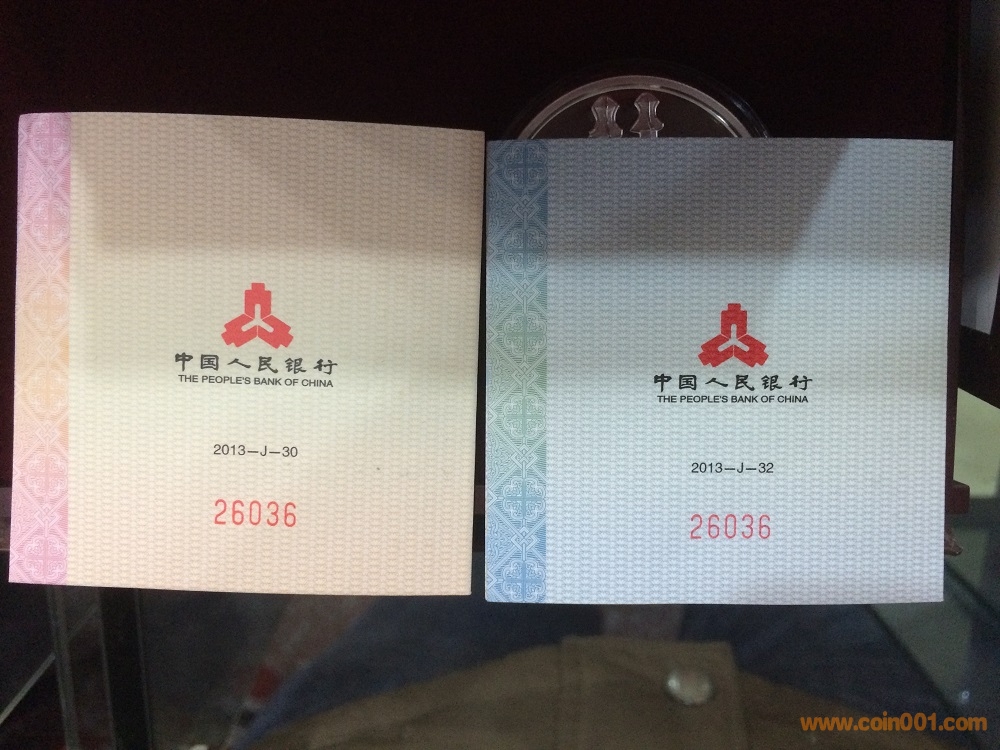 中国人民银行
THE PEOPLE'S BANK OF CHINA
2013—J—30
26036
中国人民银行
THE PEOPLE'S BANK OF CHINA
2013—J—32
26036
www.coin001.com